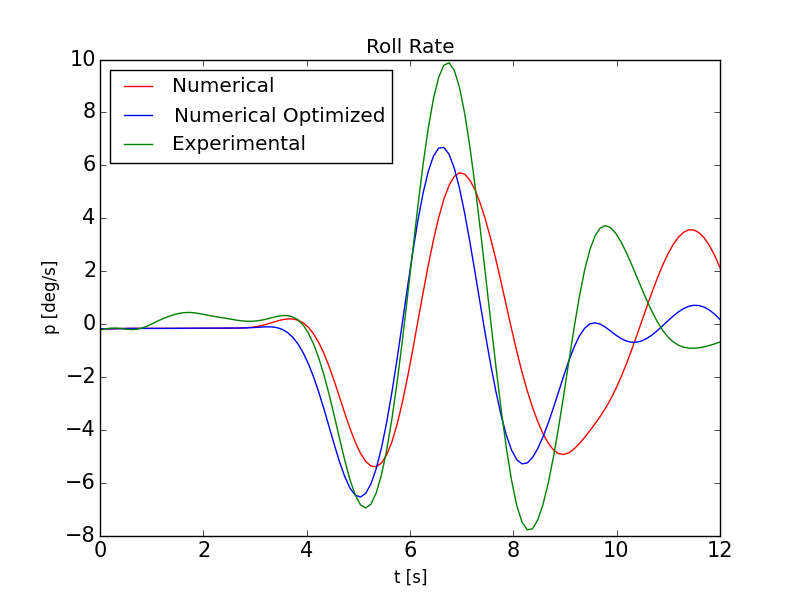 Roll Rate
Numerical
Numerical Optimized
Experimental
10
8
6
4
2
0
−2
−4
−6
−8
p [deg/s]
0 2 4 6 8 10 12
t [s]